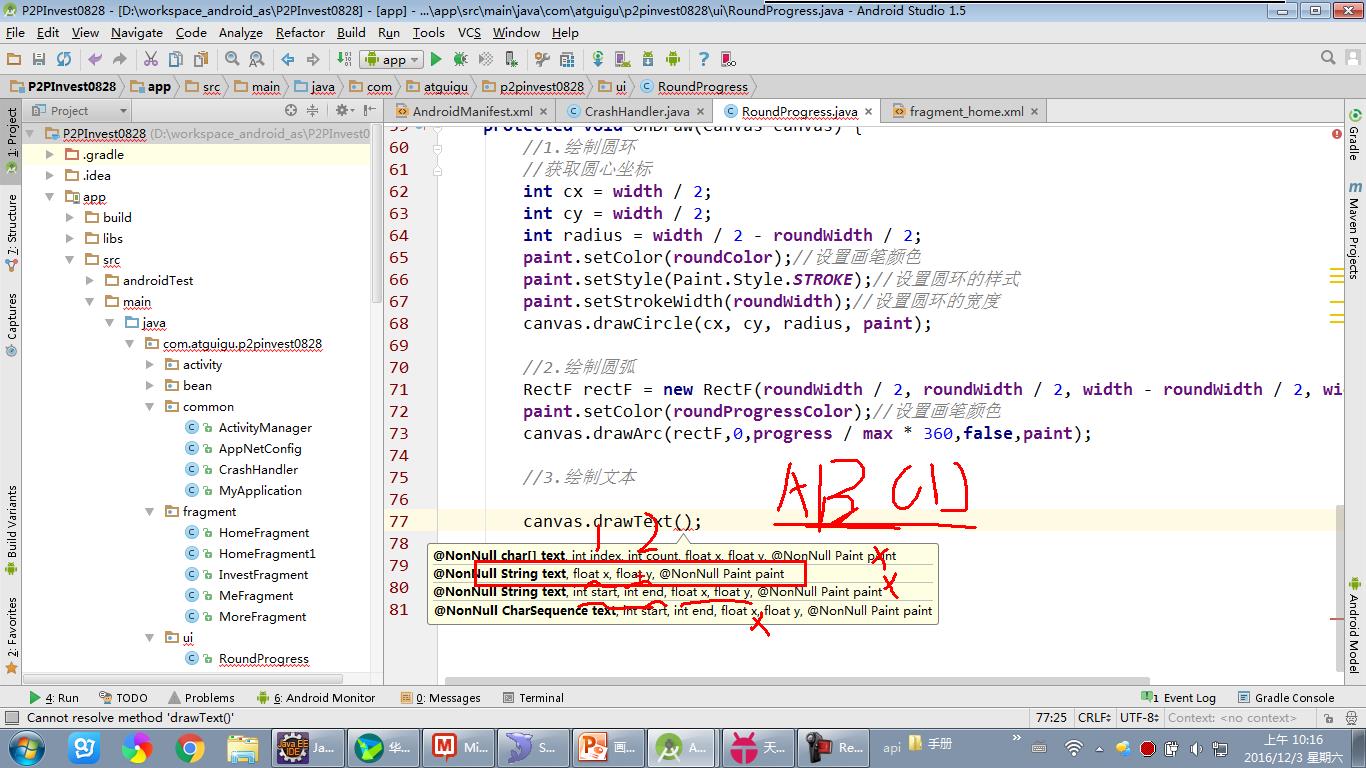 P2PInvest0828 - [D:\workspace_android_as\P2PInvest0828] - [app] - ...\app\src\main\java\com\atguigu\p2pinvest0828\ui\RoundProgress.java - Android Studio 1.5
File Edit View Navigate Code Analyze Refactor Build Run Tools VCS Window Help
app
P2PInvest0828 app src main java com atguigu p2pinvest0828 ui RoundProgress
Project
AndroidManifest.xml CrashHandler.java RoundProgress.java fragment_home.xml
1: Project
7: Structure
Captures
Build Variants
2: Favorites
P2PInvest0828 (D:\workspace_android_as\P2PInvest0
.gradle
.idea
app
build
libs
src
androidTest
main
java
com.atguigu.p2pinvest0828
activity
bean
common
ActivityManager
AppNetConfig
CrashHandler
MyApplication
fragment
HomeFragment
HomeFragment1
InvestFragment
MeFragment
MoreFragment
ui
RoundProgress
59 protected void onDraw(Canvas canvas) {
60 //1.绘制圆环
61 //获取圆心坐标
62 int cx = width / 2;
63 int cy = width / 2;
64 int radius = width / 2 - roundWidth / 2;
65 paint.setColor(roundColor);//设置画笔颜色
66 paint.setStyle(Paint.Style.STROKE);//设置圆环的样式
67 paint.setStrokeWidth(roundWidth);//设置圆环的宽度
68 canvas.drawCircle(cx, cy, radius, paint);
69
70 //2.绘制圆弧
71 RectF rectF = new RectF(roundWidth / 2, roundWidth / 2, width - roundWidth / 2, wi
72 paint.setColor(roundProgressColor);//设置画笔颜色
73 canvas.drawArc(rectF,0,progress / max * 360,false,paint);
74
75 //3.绘制文本
76
77 canvas.drawText();
78
79
80
81
ABCD
1 2
@NonNull char[] text, int index, int count, float x, float y, @NonNull Paint paint x
@NonNull String text, float x, float y, @NonNull Paint paint
@NonNull String text, int start, int end, float x, float y, @NonNull Paint paint x
@NonNull CharSequence text, int start, int end, float x, float y, @NonNull Paint paint
x
Gradle
Maven Projects
Android Model
4: Run TODO Problems 6: Android Monitor 0: Messages Terminal 1 Event Log Gradle Console
Cannot resolve method 'drawText()' 77:25 CRLF UTF-8 Context: <no context>
Java EE IDE Ja... 华... Mi... S... 画... A... 天... Re... api 手册
上午 10:16
2016/12/3 星期六